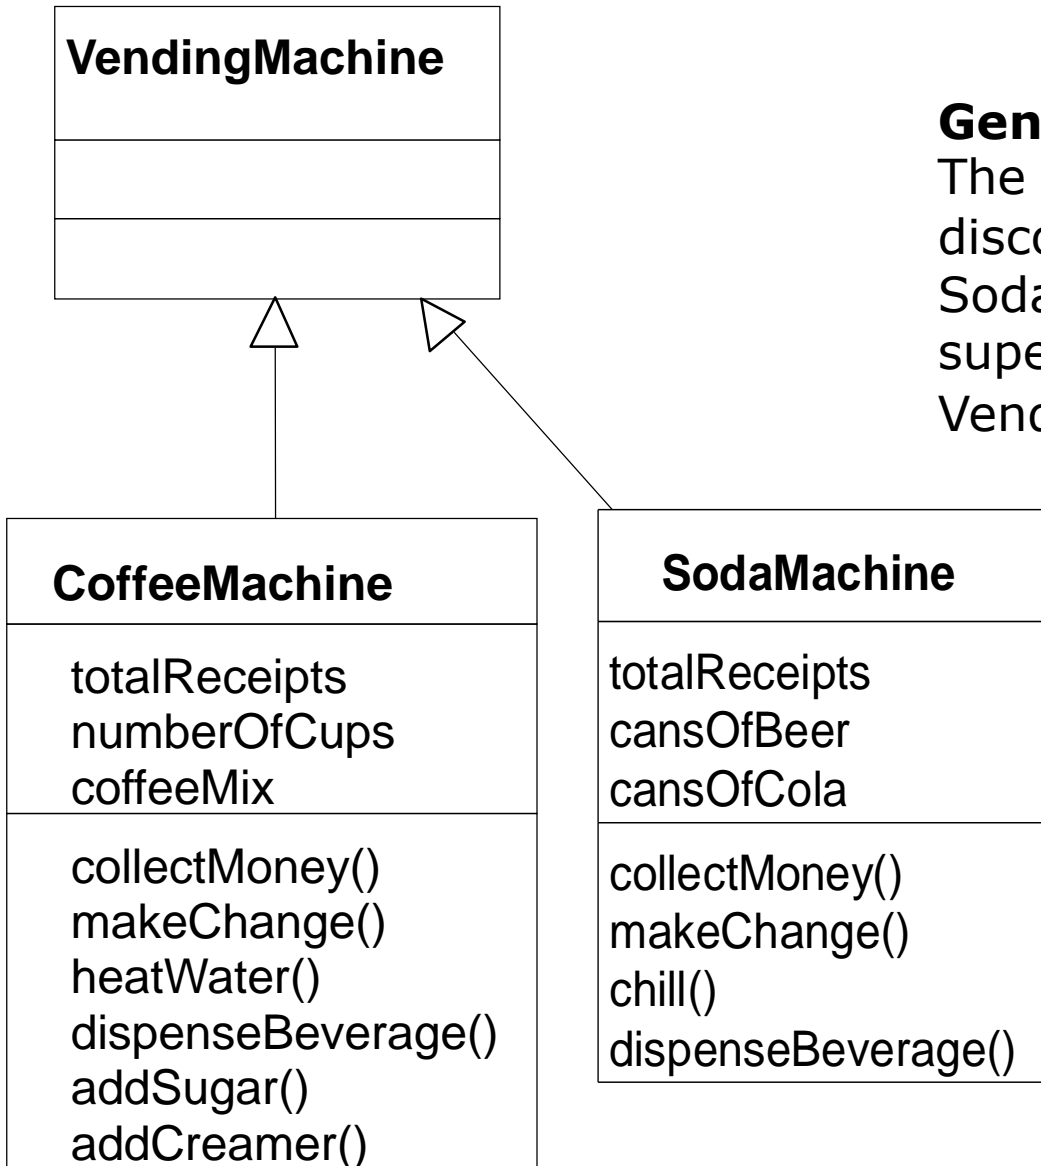 VendingMachine
Gen
The
disco
Soda
supe
Vend
CoffeeMachine
totalReceipts
numberOfCups
coffeeMix
collectMoney()
makeChange()
heatWater()
dispenseBeverage()
addSugar()
addCreamer()
SodaMachine
totalReceipts
cansOfBeer
cansOfCola
collectMoney()
makeChange()
chill()
dispenseBeverage()